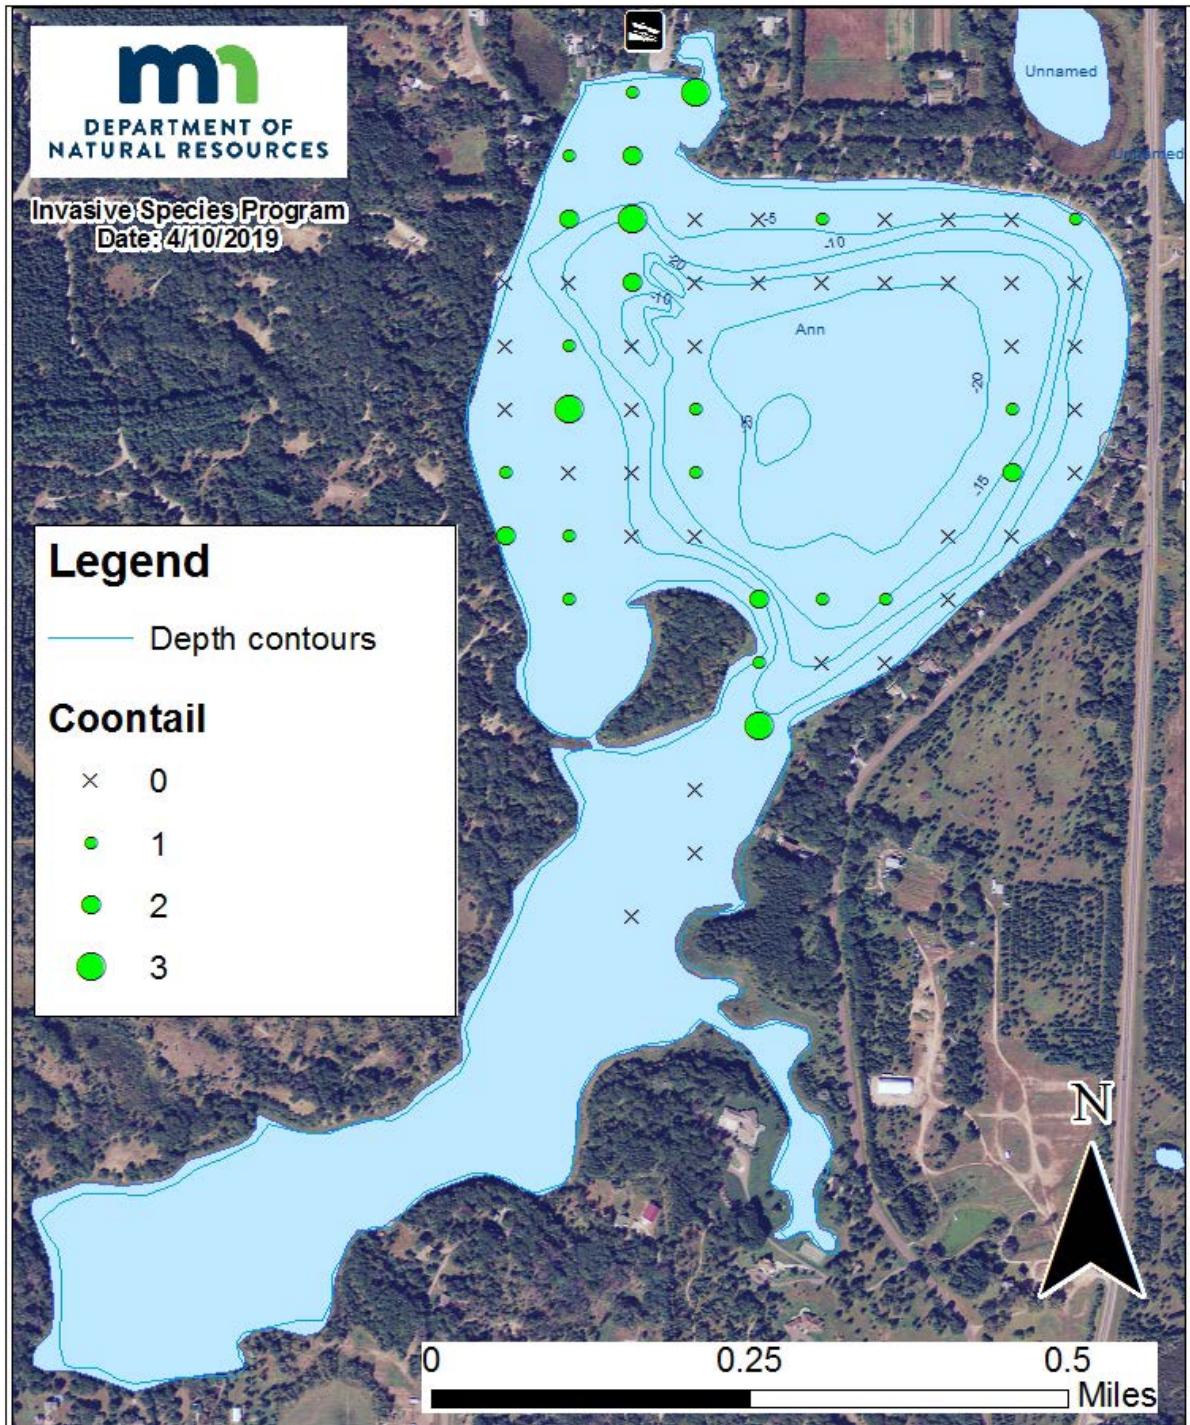 DEPARTMENT OF
NATURAL RESOURCES
Invasive Species Program
Date: 4/10/2019
Unnamed
Unnamed
-5
-10
-20
-10
Ann
-20
-25
-15
Legend
Depth contours
Coontail
0
1
2
3
N
0 0.25 0.5
Miles